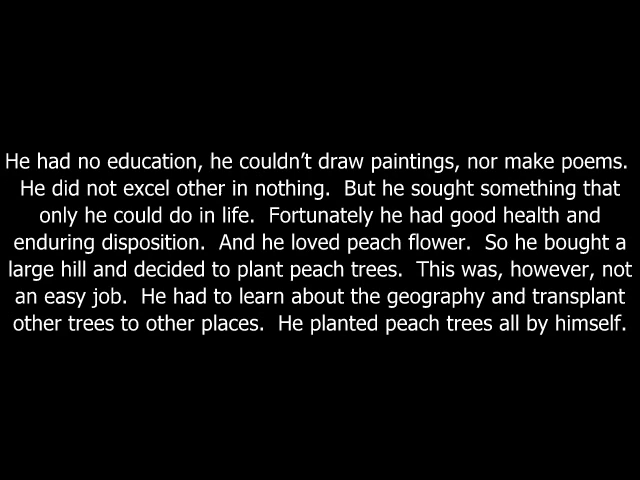 He had no education, he couldn't draw paintings, nor make poems.
He did not excel other in nothing.  But he sought something that
only he could do in life.  Fortunately he had good health and
enduring disposition.  And he loved peach flower.  So he bought a
large hill and decided to plant peach trees.  This was, however, not
an easy job.  He had to learn about the geography and transplant
other trees to other places.  He planted peach trees all by himself.